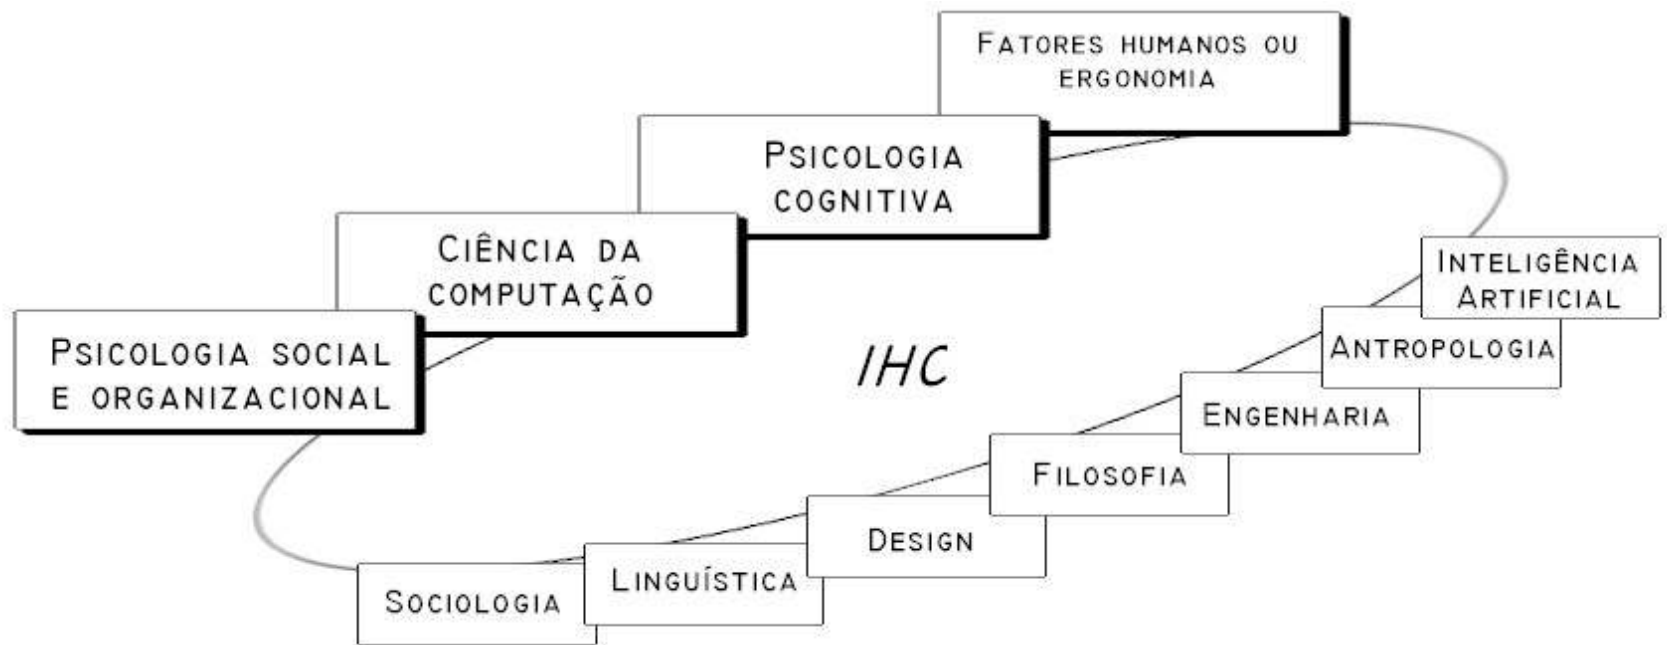 FATORES HUMANOS OU
ERGONOMIA
PSICOLOGIA
COGNITIVA
CIÊNCIA DA
COMPUTAÇÃO
PSICOLOGIA SOCIAL
E ORGANIZACIONAL
IHC
INTELIGÊNCIA
ARTIFICIAL
ANTROPOLOGIA
ENGENHARIA
FILOSOFIA
DESIGN
LINGUÍSTICA
SOCIOLOGIA